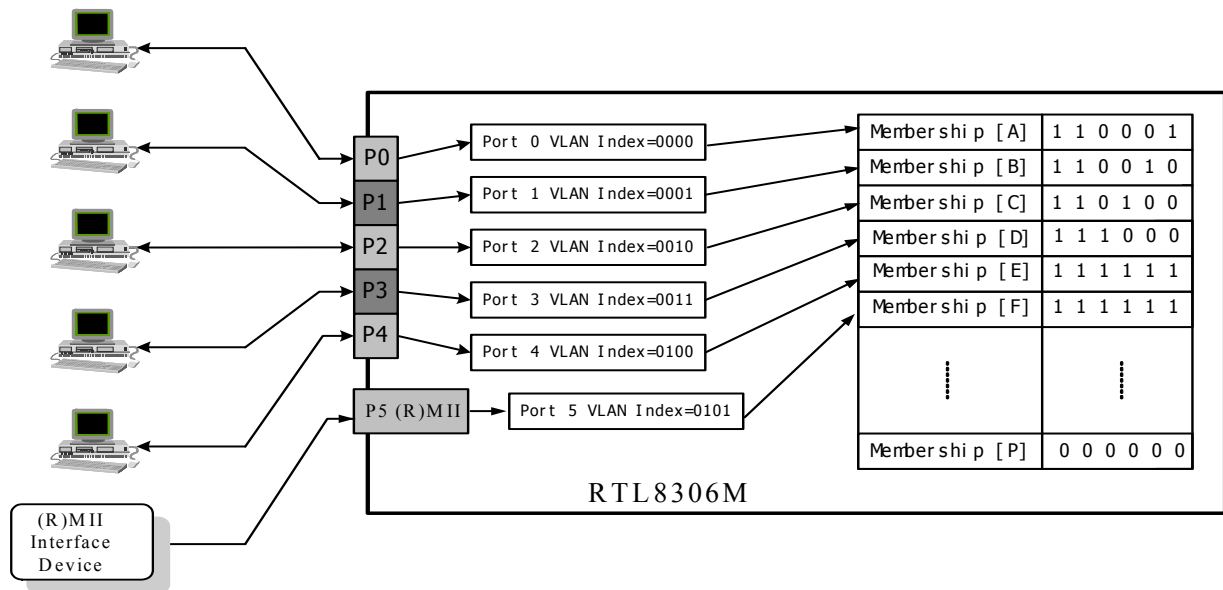 P0
P1
P2
P3
P4
P5 (R)MII
Port 0 VLAN Index=0000
Port 1 VLAN Index=0001
Port 2 VLAN Index=0010
Port 3 VLAN Index=0011
Port 4 VLAN Index=0100
Port 5 VLAN Index=0101
Membership [A] 1 1 0 0 0 1
Membership [B] 1 1 0 0 1 0
Membership [C] 1 1 0 1 0 0
Membership [D] 1 1 1 0 0 0
Membership [E] 1 1 1 1 1 1
Membership [F] 1 1 1 1 1 1
Membership [P] 0 0 0 0 0 0
RTL8306M
(R)MII
Interface
Device